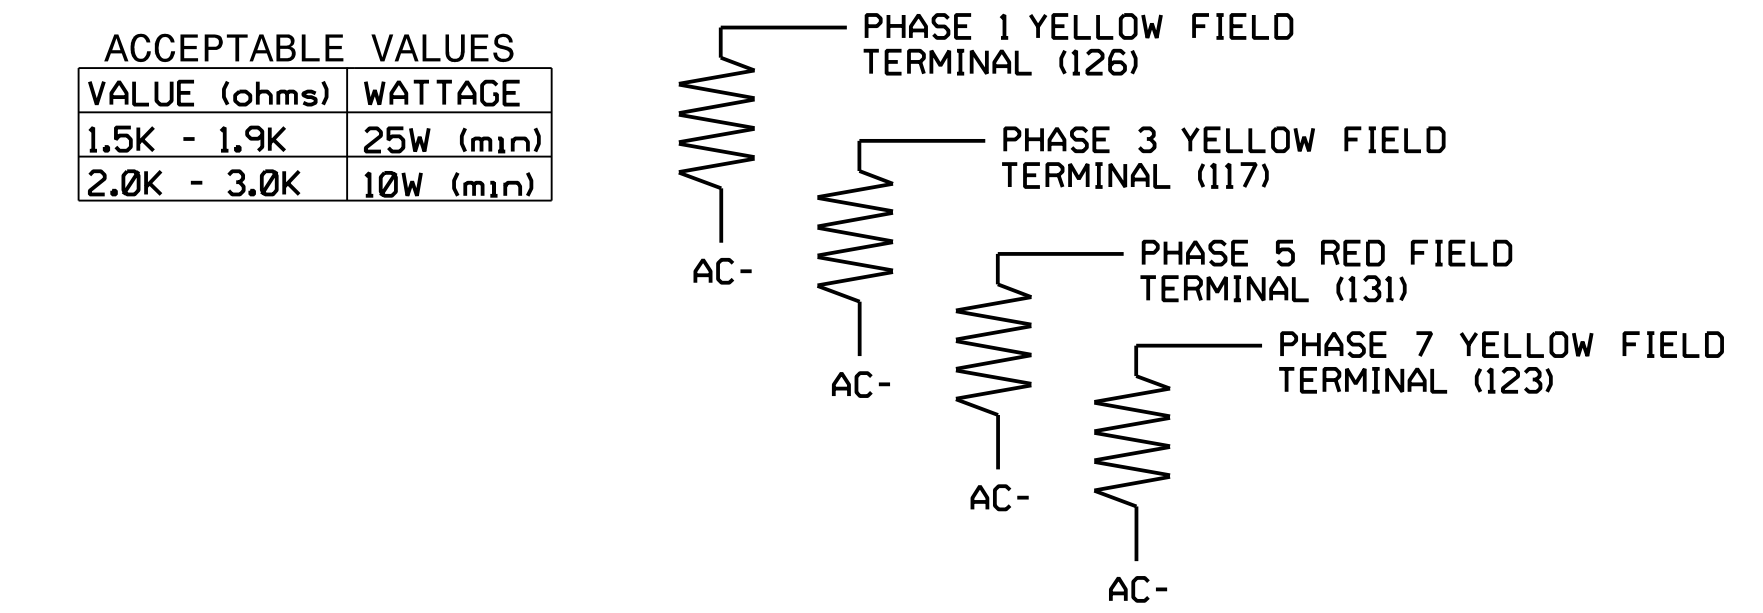 ACCEPTABLE VALUES
VALUE (ohms) WATTAGE
1.5K - 1.9K 25W (min)
2.0K - 3.0K 10W (min)
PHASE 1 YELLOW FIELD
TERMINAL (126)
AC-
PHASE 3 YELLOW FIELD
TERMINAL (117)
AC-
PHASE 5 RED FIELD
TERMINAL (131)
AC-
PHASE 7 YELLOW FIELD
TERMINAL (123)
AC-